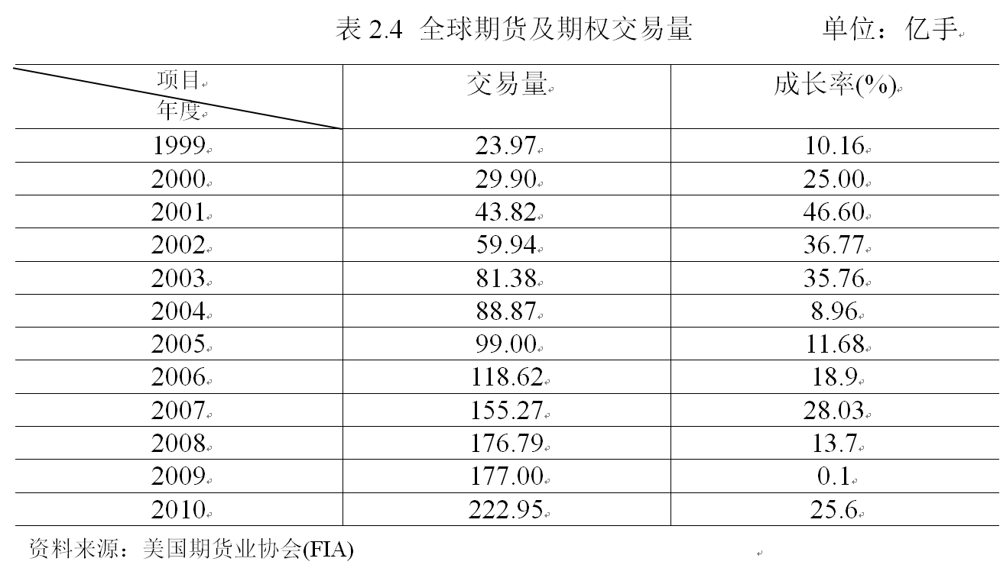 表 2.4 全球期货及期权交易量 单位：亿手
项目 交易量 成长率(%)
年度
1999 23.97 10.16
2000 29.90 25.00
2001 43.82 46.60
2002 59.94 36.77
2003 81.38 35.76
2004 88.87 8.96
2005 99.00 11.68
2006 118.62 18.9
2007 155.27 28.03
2008 176.79 13.7
2009 177.00 0.1
2010 222.95 25.6
资料来源：美国期货业协会(FIA)